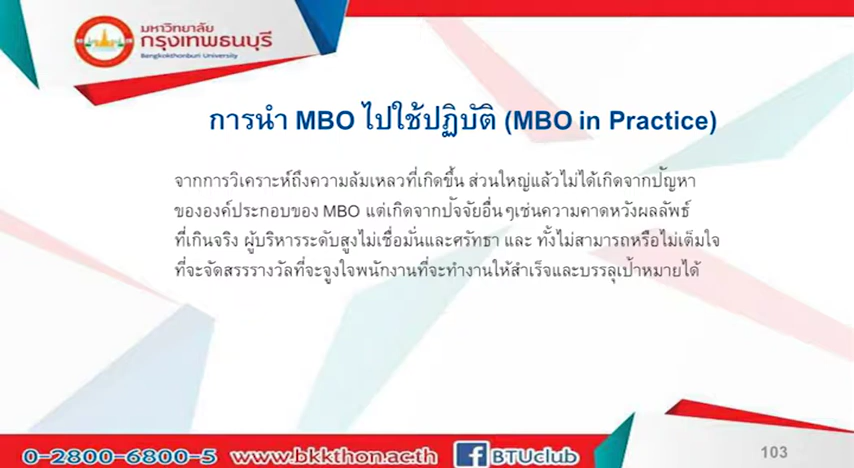 มหาวิทยาลัย
กรุงเทพธนบุรี
Bangkokthonburi University
การนำ MBO ไปใช้ปฏิบัติ (MBO in Practice)
จากการวิเคราะห์ถึงความล้มเหลวที่เกิดขึ้น ส่วนใหญ่แล้วไม่ได้เกิดจากปัญหา
ขององค์ประกอบของ MBO แต่เกิดจากปัจจัยอื่นๆเช่นความคาดหวังผลลัพธ์
ที่เกินจริง ผู้บริหารระดับสูงไม่เชื่อมั่นและศรัทธา และ ทั้งไม่สามารถหรือไม่เต็มใจ
ที่จะจัดสรรรางวัลที่จะจูงใจพนักงานที่จะทำงานให้สำเร็จและบรรลุเป้าหมายได้
0-2800-6800-5 www.bkkthon.ac.th f BTUclub 103